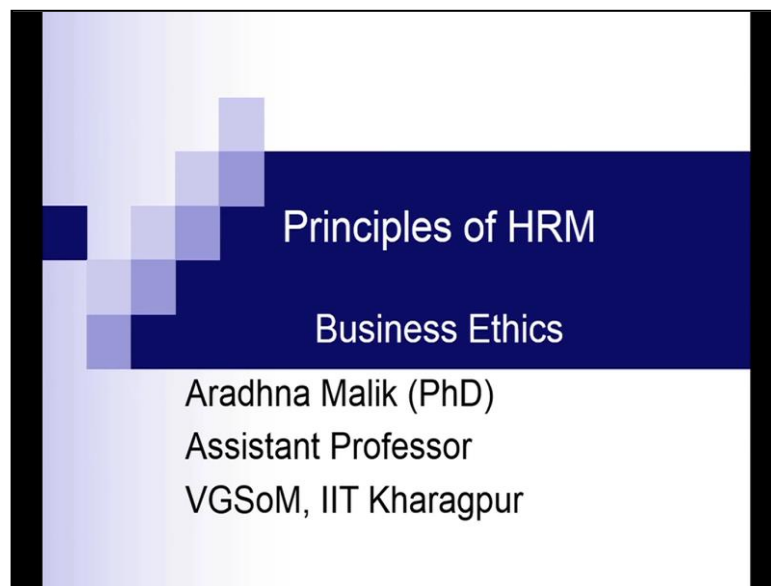 Principles of HRM
Business Ethics
Aradhna Malik (PhD)
Assistant Professor
VGSoM, IIT Kharagpur